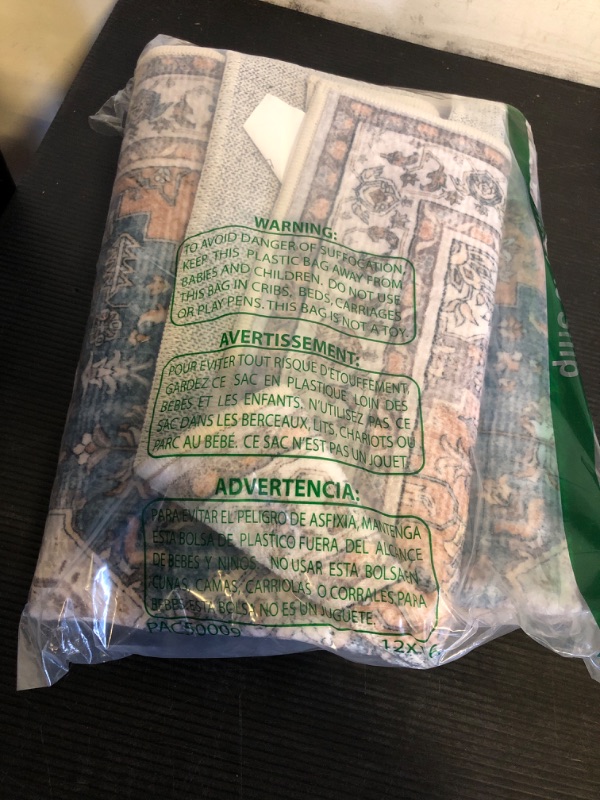 WARNING:
TO AVOID DANGER OF SUFFOCATION,
KEEP THIS PLASTIC BAG AWAY FROM
BABIES AND CHILDREN. DO NOT USE
THIS BAG IN CRIBS, BEDS, CARRIAGES
OR PLAY PENS. THIS BAG IS NOT A TOY.
AVERTISSEMENT:
POUR EVITER TOUT RISQUE D'ETOUFFEMENT,
GARDEZ CE SAC EN PLASTIQUE LOIN DES
BÉBÉS ET LES ENFANTS, N'UTILISEZ PAS CE
SAC DANS LES BERCEAUX, LITS, CHARIOTS OU
PARC AU BÉBÉ. CE SAC N'EST PAS UN JOUET.
ADVERTENCIA:
PARA EVITAR EL PELIGRO DE ASFIXIA, MANTENGA
ESTA BOLSA DE PLASTICO FUERA DEL ALCANCE
DE BEBES Y NIÑOS. NO USAR ESTA BOLSA EN
CUNAS, CAMAS, CARRIOLAS O CORRALES PARA
BEBES. ESTA BOLSA NO ES UN JUGUETE.
PAC50009